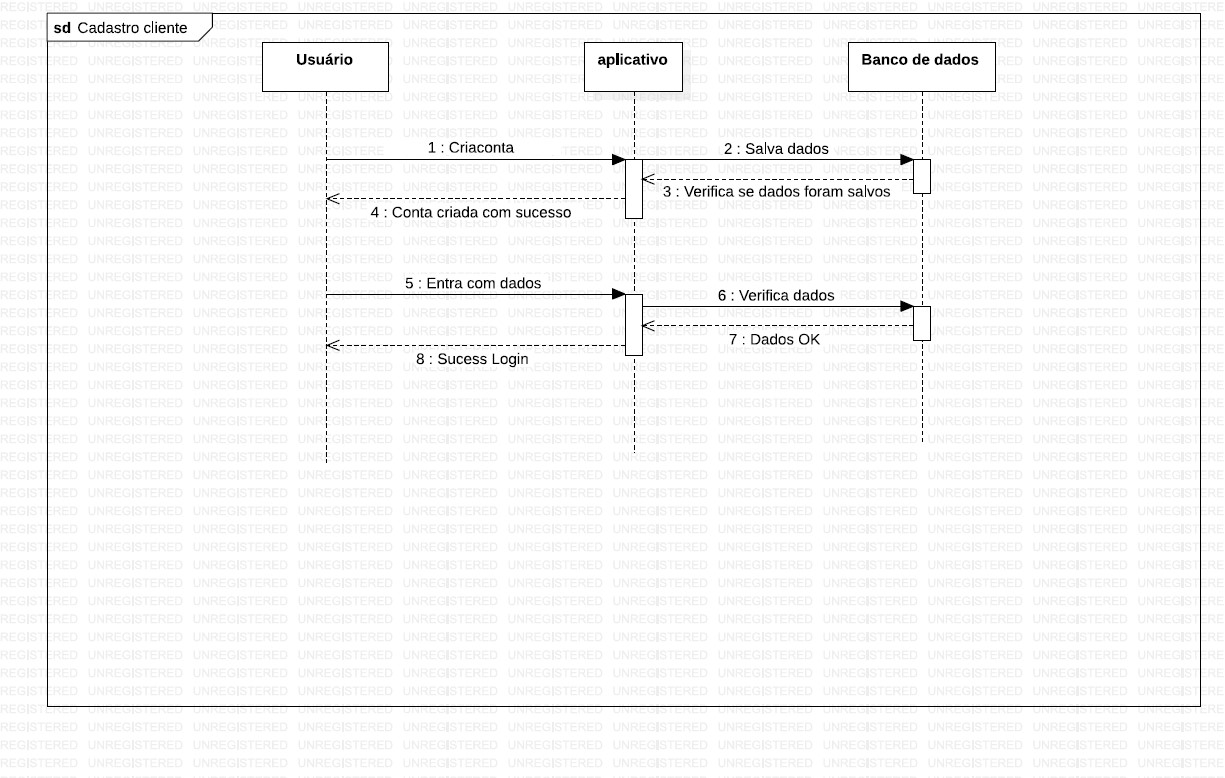 sd Cadastro cliente
Usuário
aplicativo
Banco de dados
1 : Criaconta
2 : Salva dados
3 : Verifica se dados foram salvos
4 : Conta criada com sucesso
5 : Entra com dados
6 : Verifica dados
7 : Dados OK
8 : Sucess Login
UNREGISTERED